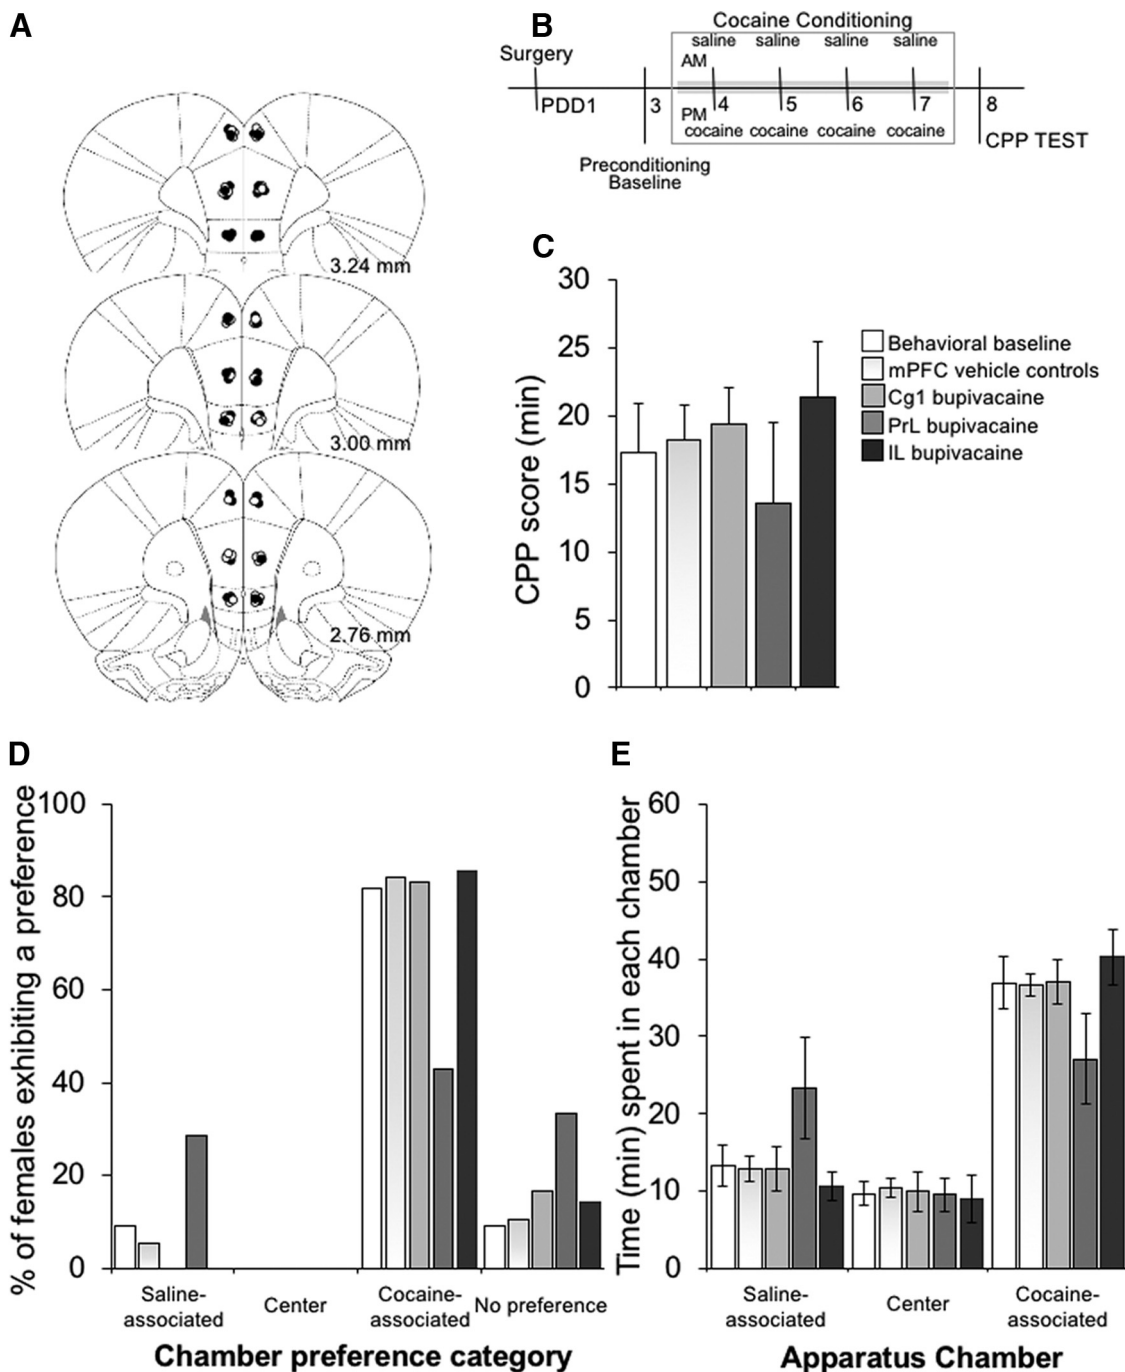 A
3.24 mm
3.00 mm
2.76 mm
B
Cocaine Conditioning
saline saline saline saline
Surgery
AM
PDD1 3 4 5 6 7 8
PM
cocaine cocaine cocaine cocaine
CPP TEST
Preconditioning
Baseline
C
CPP score (min)
30
25
20
15
10
5
0
Behavioral baseline
mPFC vehicle controls
Cg1 bupivacaine
PrL bupivacaine
IL bupivacaine
D
% of females exhibiting a preference
100
80
60
40
20
0
Saline-
associated
Center
Cocaine-
associated
No preference
Chamber preference category
E
Time (min) spent in each chamber
60
50
40
30
20
10
0
Saline-
associated
Center
Cocaine-
associated
Apparatus Chamber